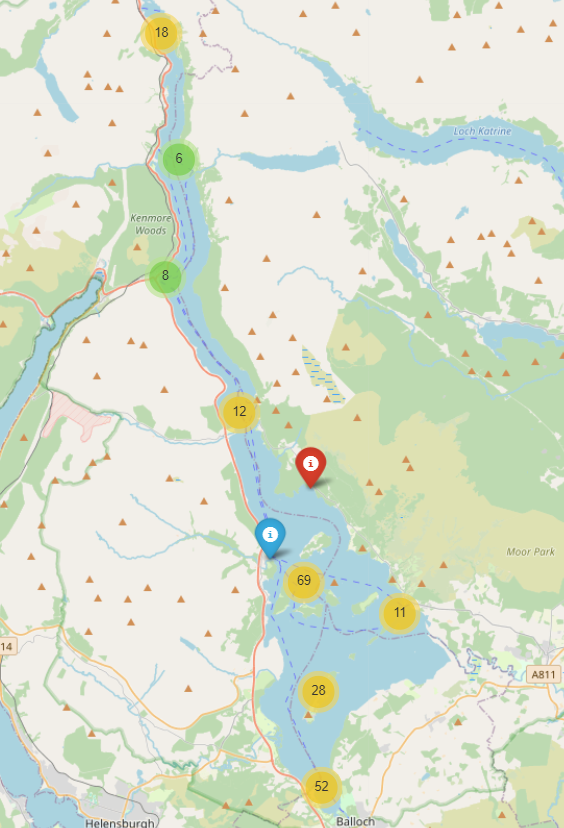 18
Loch Katrine
6
Kenmore
Woods
8
12
i
i
Moor Park
69
11
14
A811
28
52
Helensburgh
Balloch